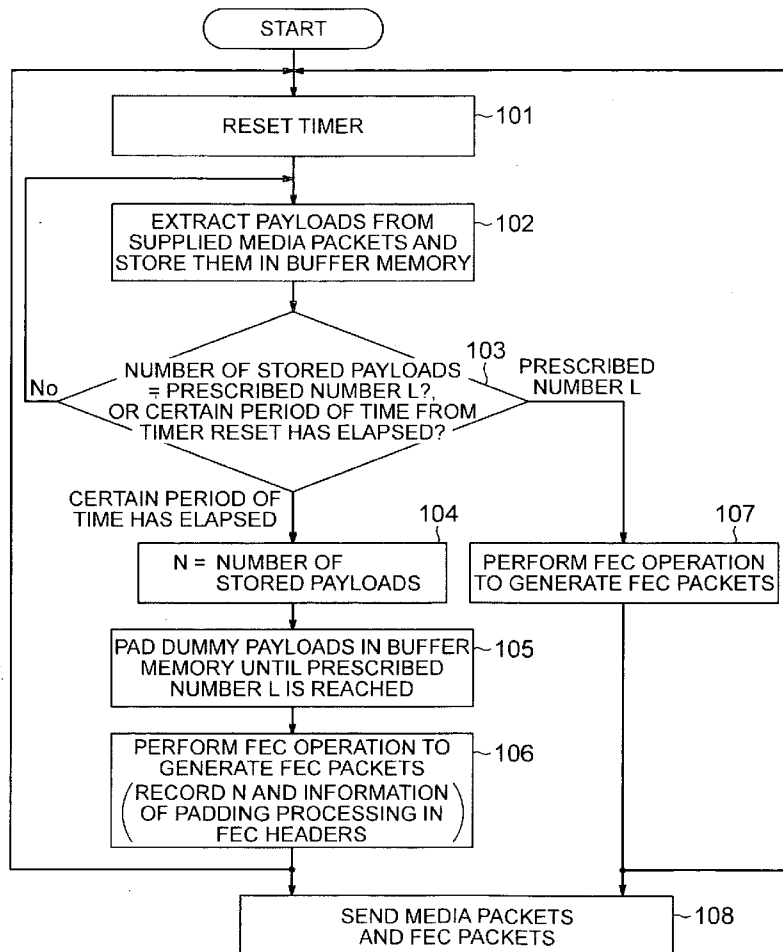 START
RESET TIMER
101
EXTRACT PAYLOADS FROM
SUPPLIED MEDIA PACKETS AND
STORE THEM IN BUFFER MEMORY
102
NUMBER OF STORED PAYLOADS
= PRESCRIBED NUMBER L?,
OR CERTAIN PERIOD OF TIME FROM
TIMER RESET HAS ELAPSED?
103
No
PRESCRIBED
NUMBER L
CERTAIN PERIOD OF
TIME HAS ELAPSED
104
N = NUMBER OF
STORED PAYLOADS
107
PERFORM FEC OPERATION
TO GENERATE FEC PACKETS
PAD DUMMY PAYLOADS IN BUFFER
MEMORY UNTIL PRESCRIBED
NUMBER L IS REACHED
105
PERFORM FEC OPERATION TO
GENERATE FEC PACKETS
(RECORD N AND INFORMATION
OF PADDING PROCESSING IN
FEC HEADERS)
106
SEND MEDIA PACKETS
AND FEC PACKETS
108